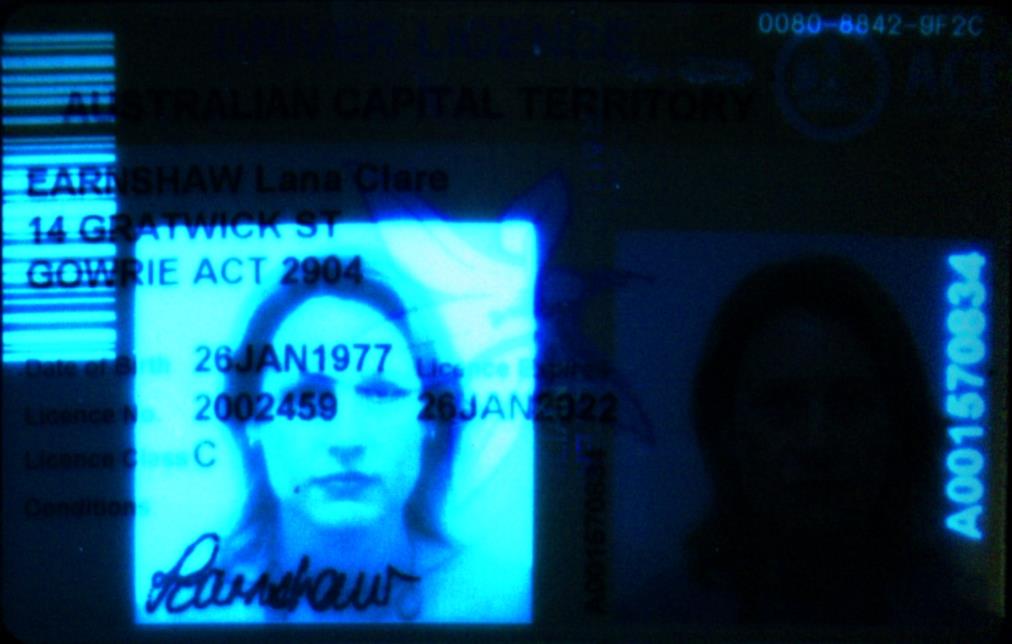 0080-8842-9F2C
DRIVER LICENCE
ACT
AUSTRALIAN CAPITAL TERRITORY
EARNSHAW Lana Clare
14 GRATWICK ST
GOWRIE ACT 2904
Date of Birth 26JAN1977 Licence Expires
Licence No. 2002459 26JAN2022
Licence Class C
Conditions
Earnshaw
A001570834
A001570834